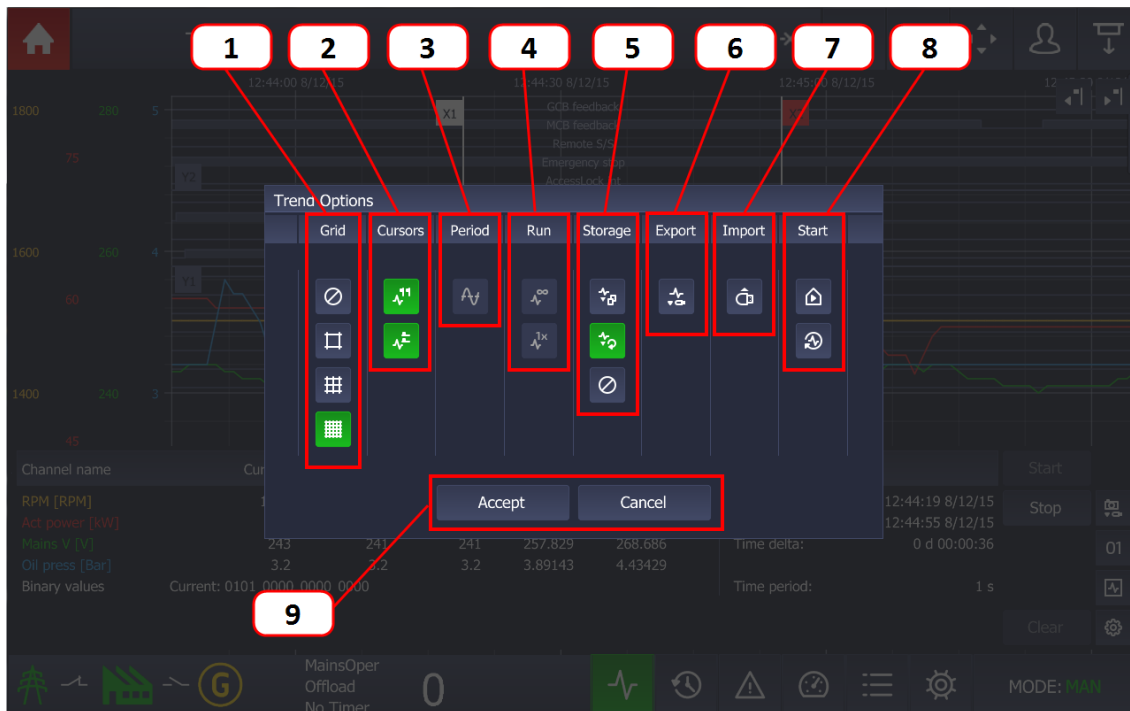 1 2 3 4 5 6 7 8
12:44:00 8/12/15 12:44:30 8/12/15 12:45:00 8/12/15
1800 280 5
X1
GCB feedback
MCB feedback
75
Remote S/S
Emergency stop
Y2
AccessLock int
Trend Options
Grid Cursors Period Run Storage Export Import Start
1600 260 4
Y1
60
1x
1400 240 3
45
Channel name
Start
Accept Cancel
RPM [RPM] 12:44:19 8/12/15 Stop
Act power [kW] 12:44:55 8/12/15
Mains V [V] 243 241 241 257.829 268.686 Time delta: 0 d 00:00:36 01
Oil press [Bar] 3.2 3.2 3.2 3.89143 4.43429
Binary values Current: 0101 0000 0000 0000 Time period: 1 s
9
Clear
G
MainsOper
Offload
No Timer
0
MODE: MAN